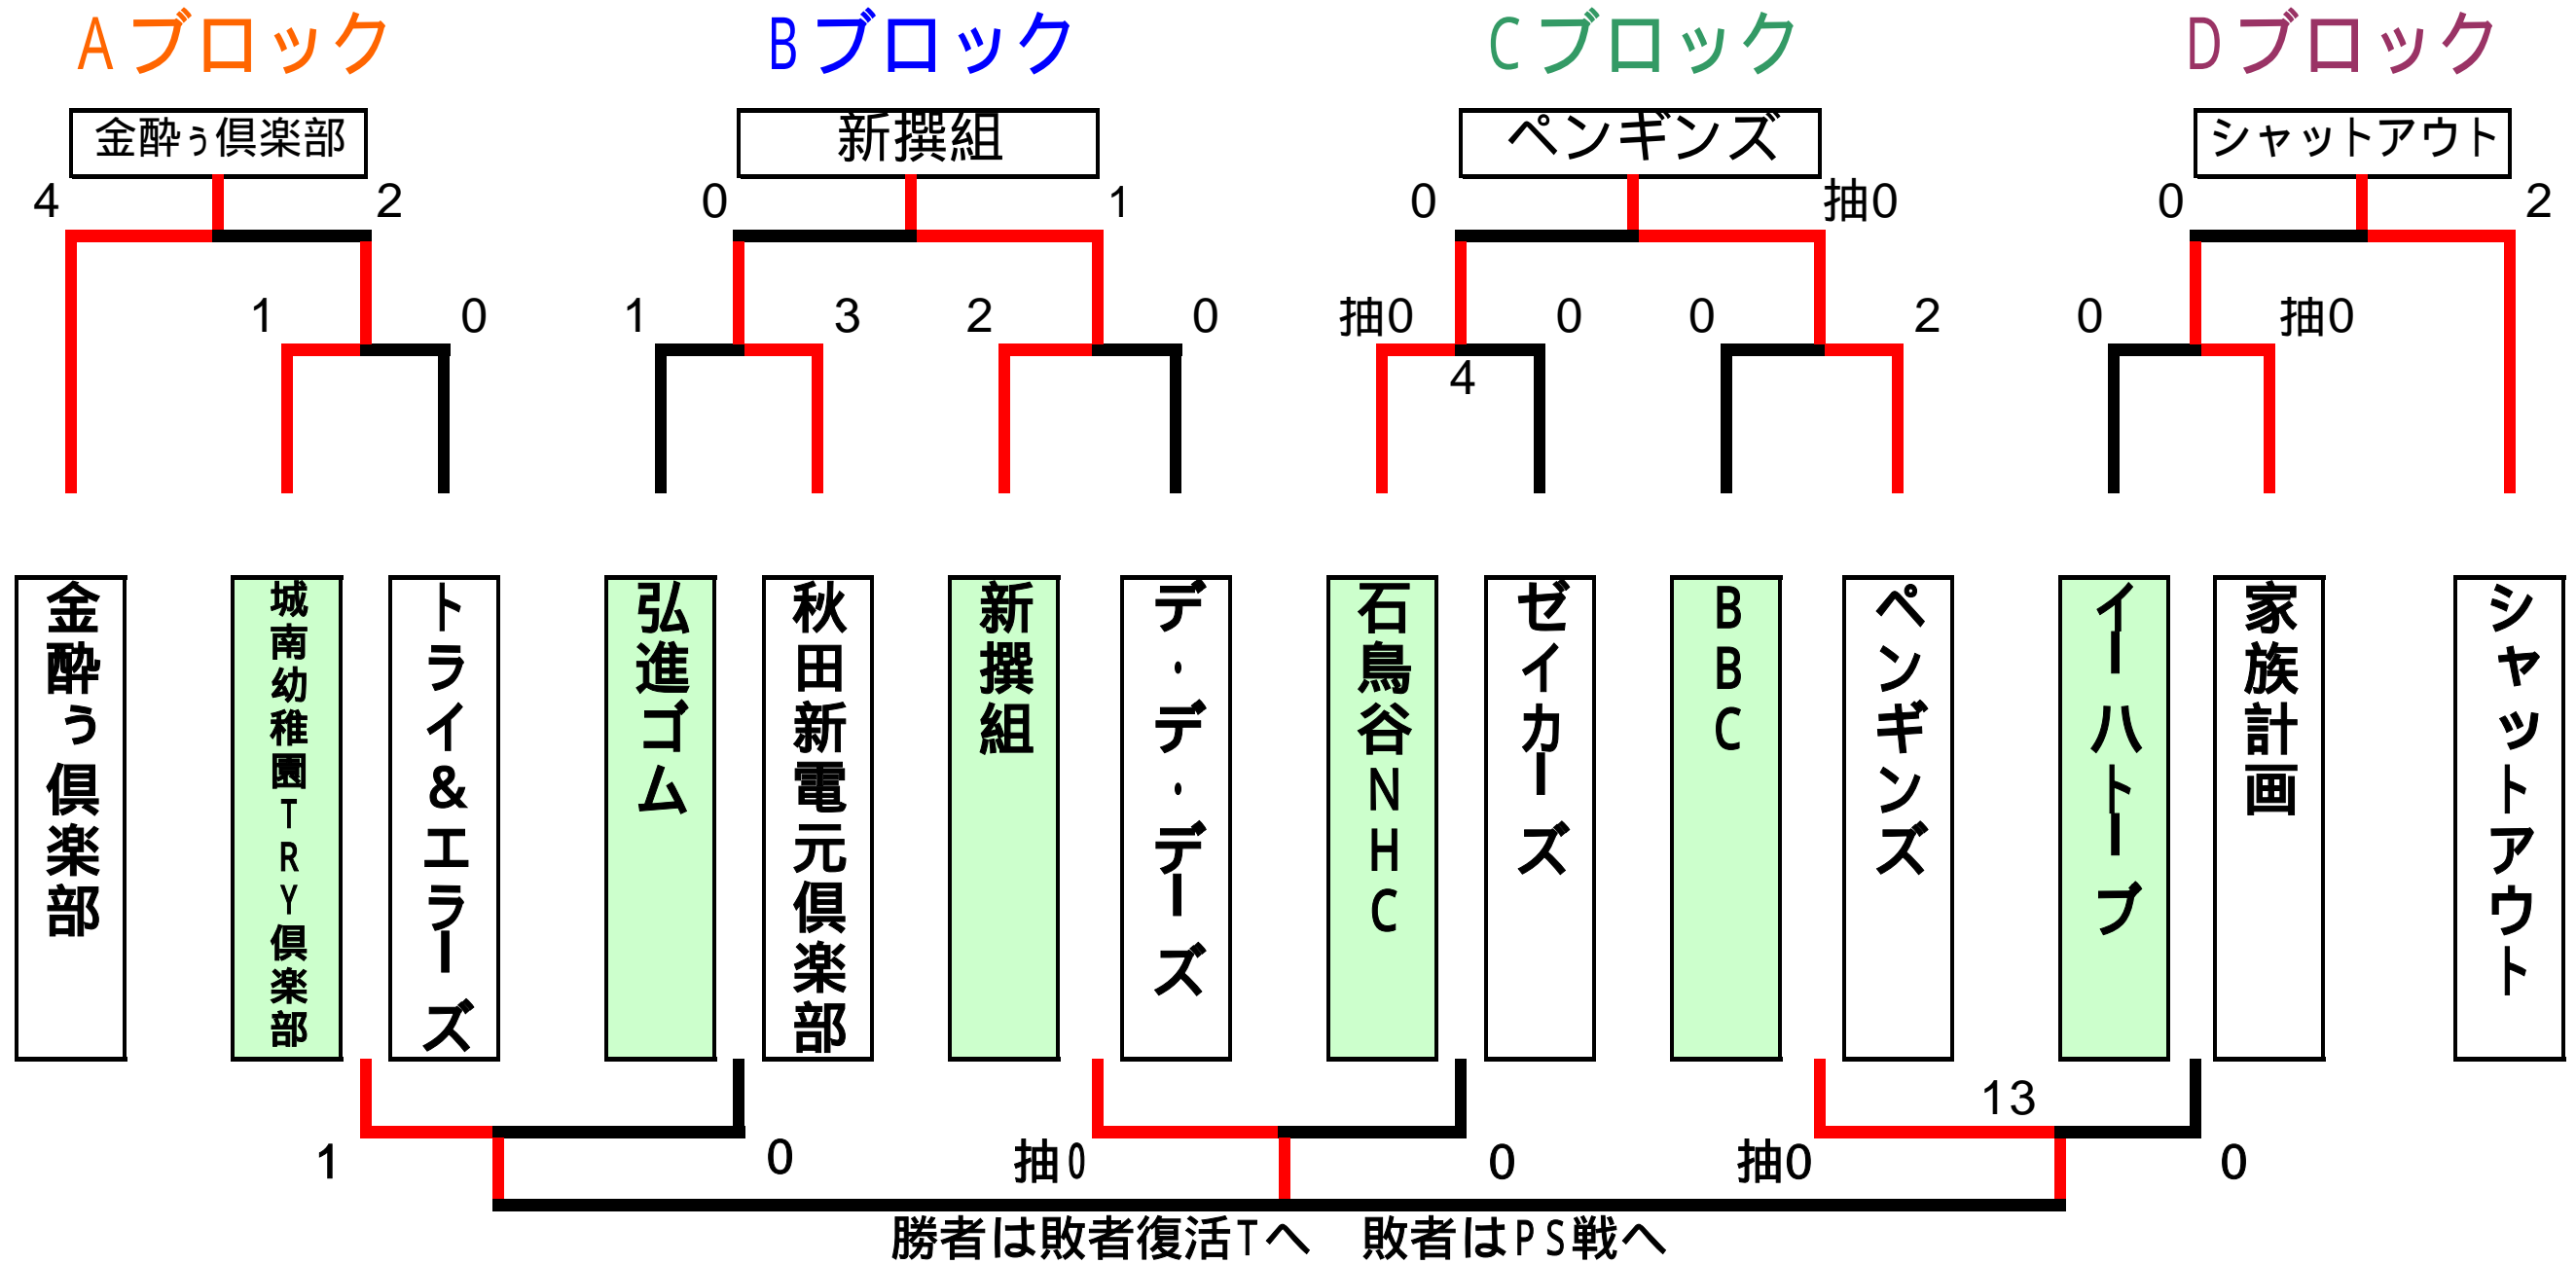 Aブロック
Bブロック
Cブロック
Dブロック
金酔ぅ倶楽部
新撰組
ペンギンズ
シャットアウト
4 2 0 1 0 抽0 0 2
1 0 1 3 2 0 抽0 0 0 2 0 抽0
4
金酔ぅ倶楽部
城南幼稚園TRY倶楽部
トライ&エラーズ
弘進ゴム
秋田新電元倶楽部
新撰組
デ・デ・デーズ
石鳥谷NHC
ゼイカーズ
BBC
ペンギンズ
イーハトーブ
家族計画
シャットアウト
13
1 0 抽0 0 抽0 0
勝者は敗者復活Tへ 敗者はPS戦へ